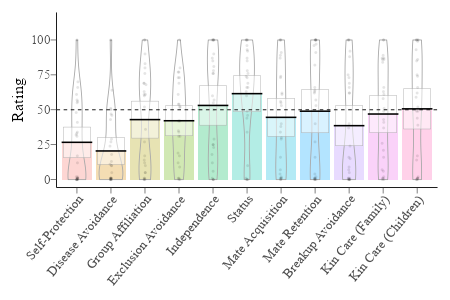 100
75
50
25
0
Rating
Self-Protection
Disease Avoidance
Group Affiliation
Exclusion Avoidance
Independence
Status
Mate Acquisition
Mate Retention
Breakup Avoidance
Kin Care (Family)
Kin Care (Children)